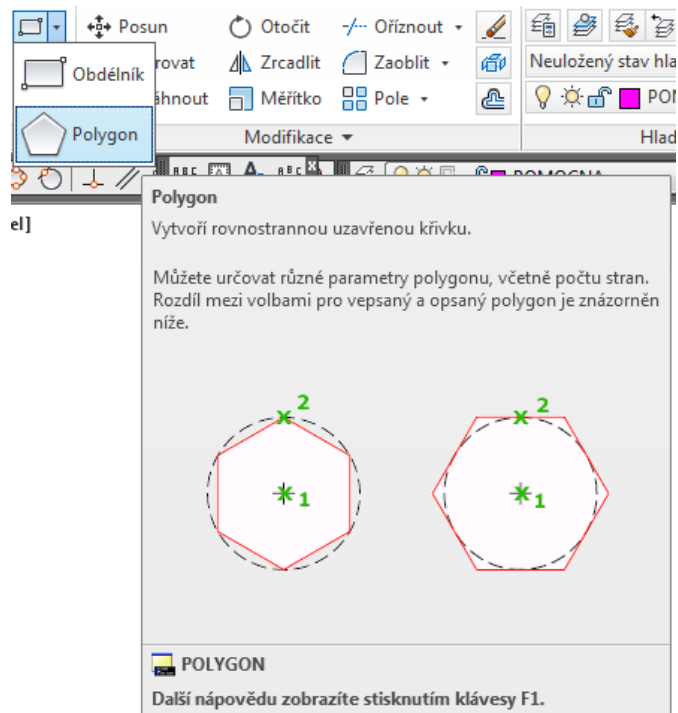 Posun
Otočit
Oříznout
Neuložený stav hla
Obdélník
rovat
Zrcadlit
Zaoblit
áhnout
Měřítko
Pole
POM
Polygon
Modifikace
Hlad
el]
Polygon
Vytvoří rovnostrannou uzavřenou křivku.
Můžete určovat různé parametry polygonu, včetně počtu stran.
Rozdíl mezi volbami pro vepsaný a opsaný polygon je znázorněn
níže.
2
1
2
1
POLYGON
Další nápovědu zobrazíte stisknutím klávesy F1.